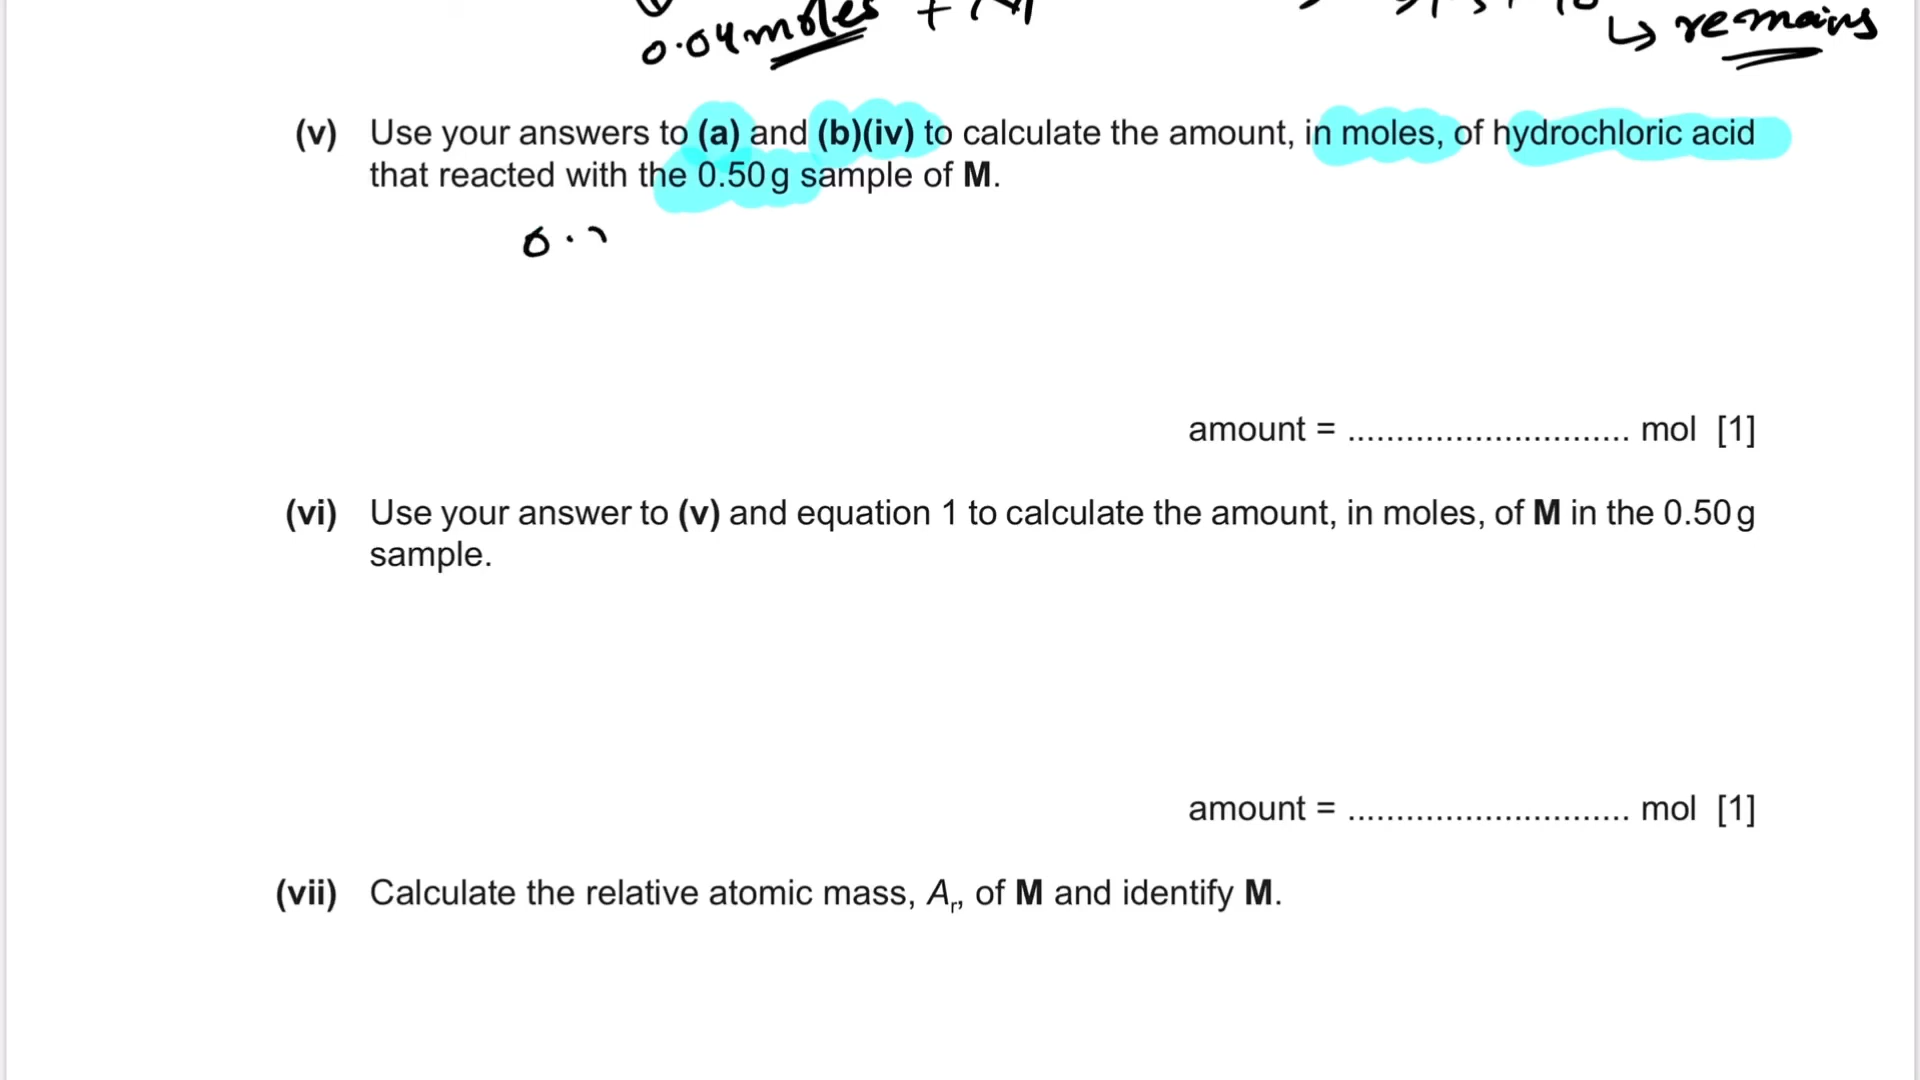 0.04 moles +
↳ remains
(v) Use your answers to (a) and (b)(iv) to calculate the amount, in moles, of hydrochloric acid
that reacted with the 0.50 g sample of M.
0.
amount = ............................ mol [1]
(vi) Use your answer to (v) and equation 1 to calculate the amount, in moles, of M in the 0.50 g
sample.
amount = ............................ mol [1]
(vii) Calculate the relative atomic mass, Ar, of M and identify M.